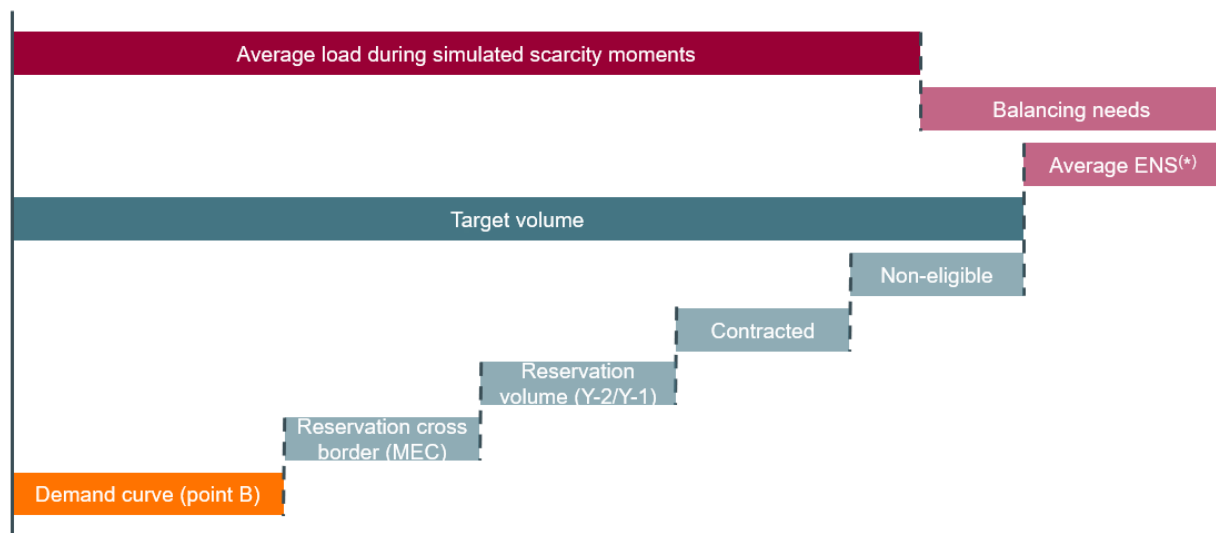 Average load during simulated scarcity moments
Balancing needs
Average ENS(*)
Target volume
Non-eligible
Contracted
Reservation
volume (Y-2/Y-1)
Reservation cross
border (MEC)
Demand curve (point B)